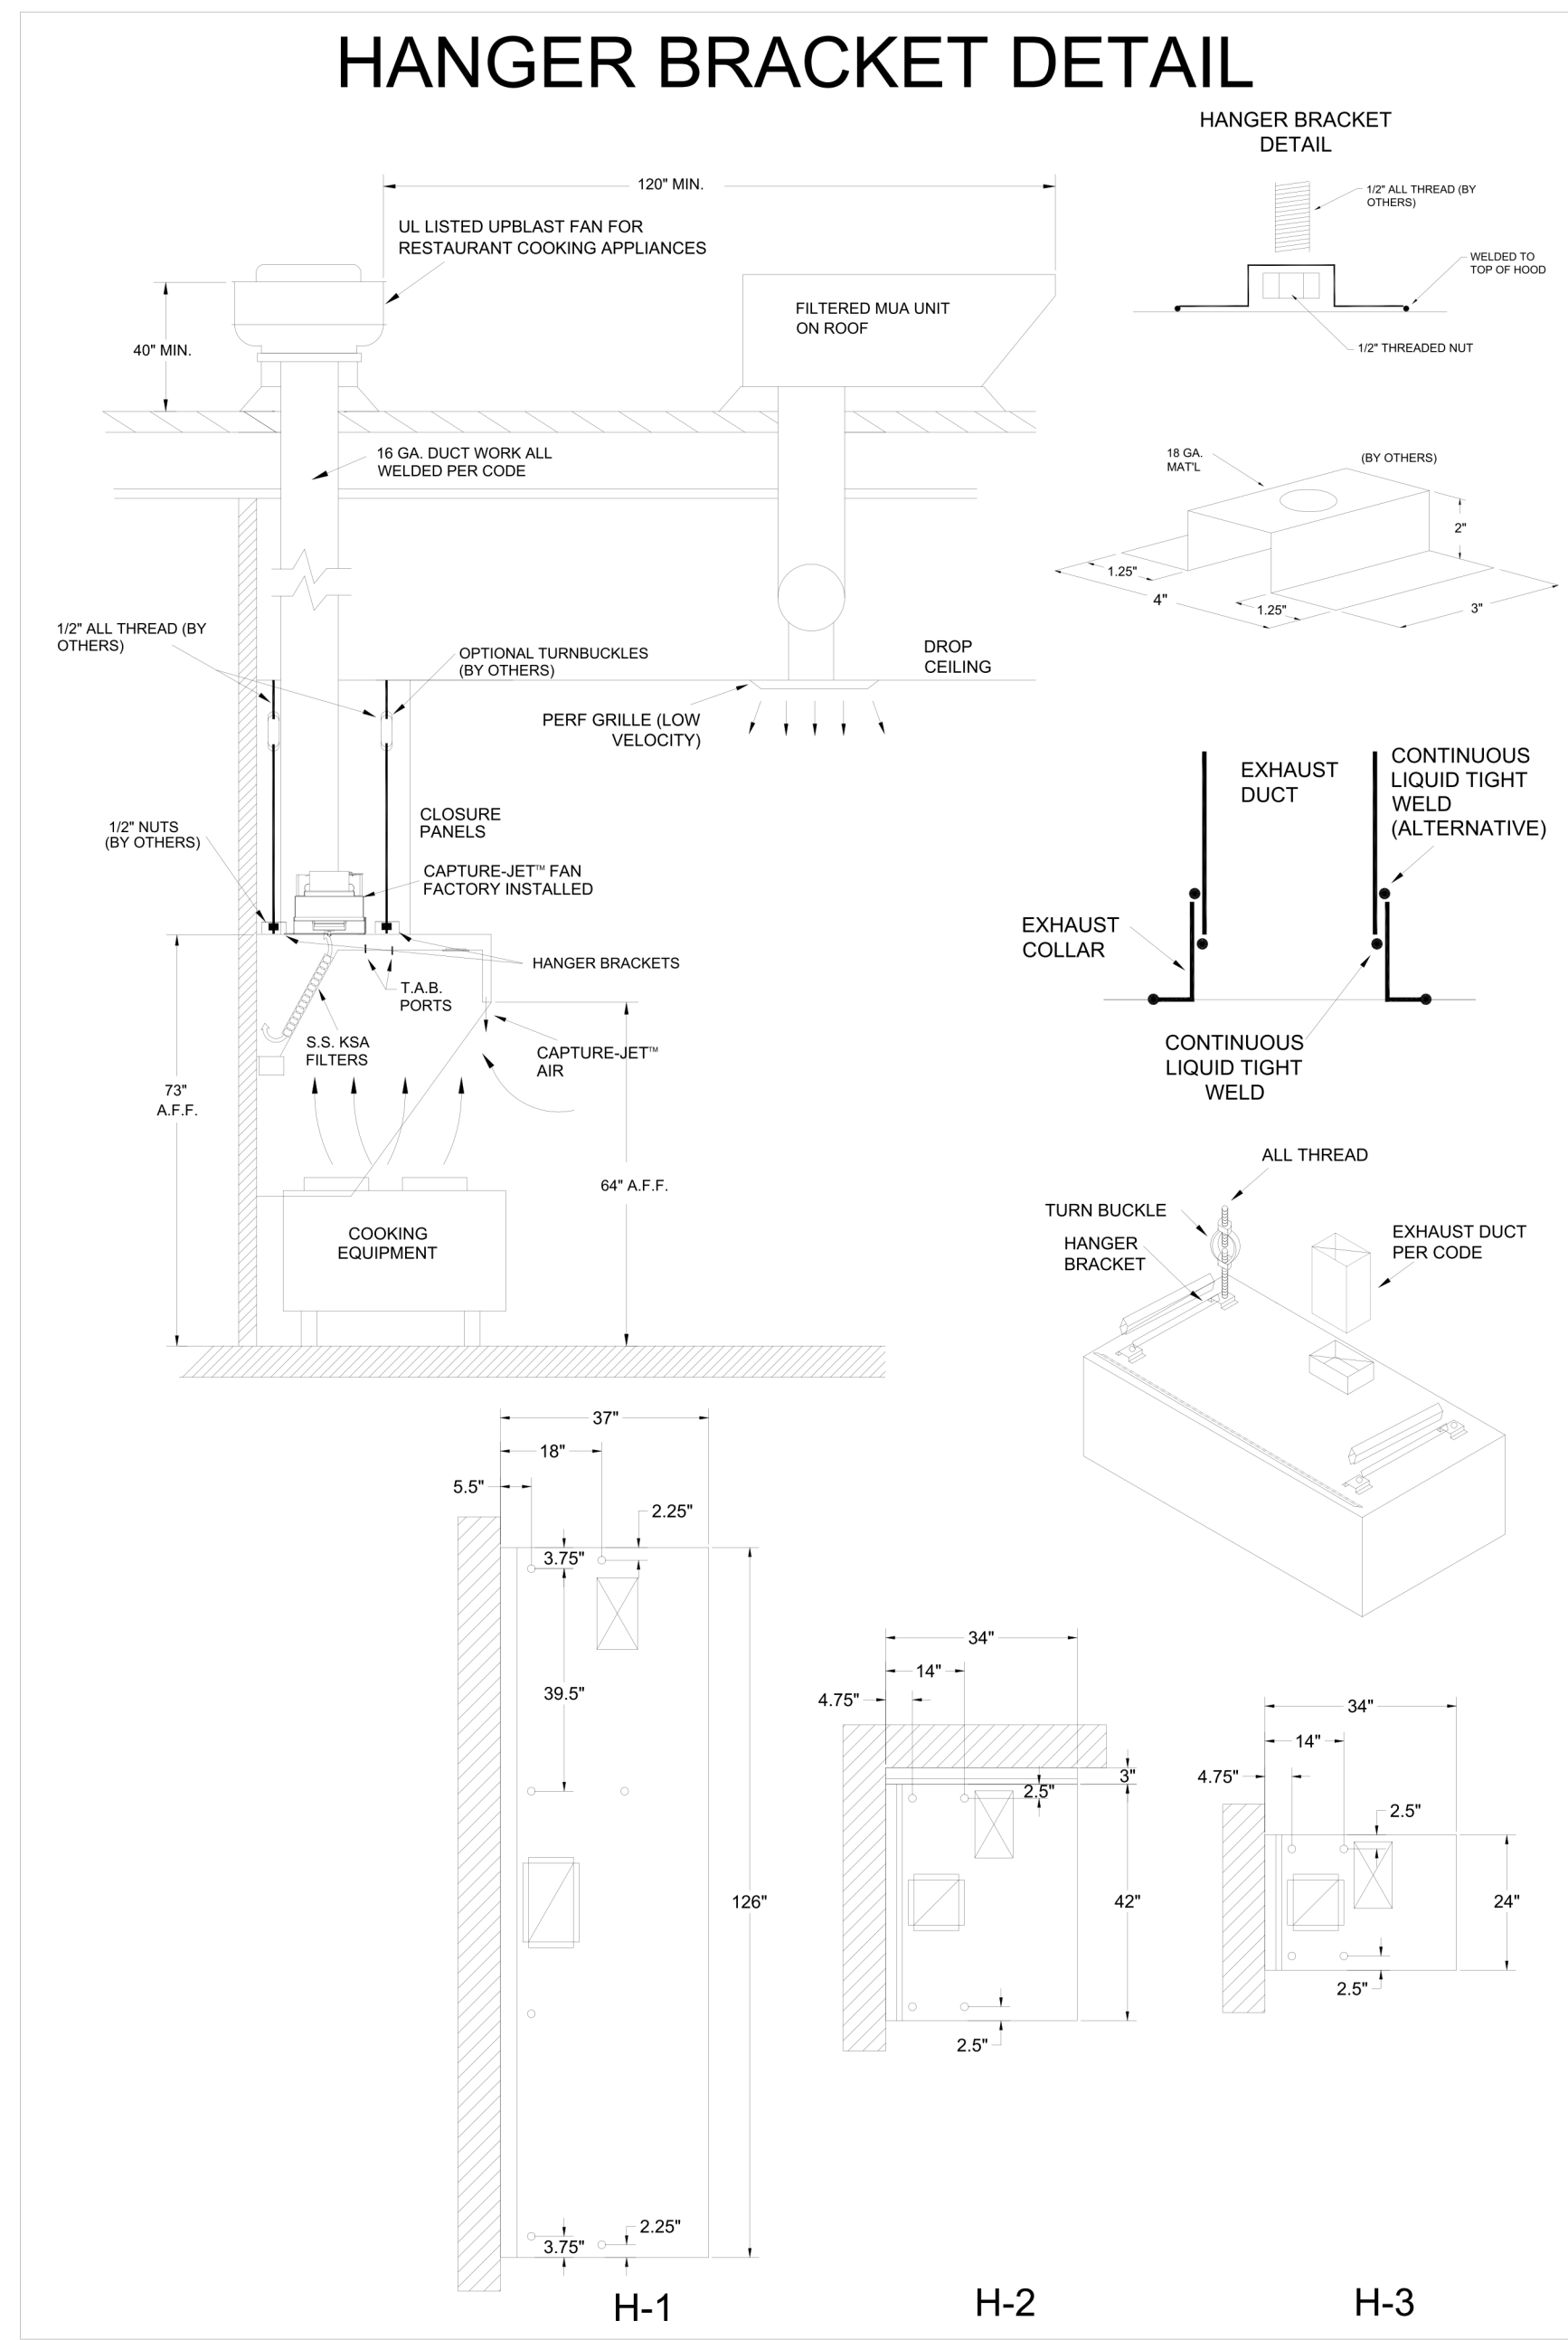 HANGER BRACKET DETAIL
HANGER BRACKET
DETAIL
120" MIN.
1/2" ALL THREAD (BY
OTHERS)
UL LISTED UPBLAST FAN FOR
RESTAURANT COOKING APPLIANCES
WELDED TO
TOP OF HOOD
FILTERED MUA UNIT
ON ROOF
40" MIN.
1/2" THREADED NUT
16 GA. DUCT WORK ALL
WELDED PER CODE
18 GA.
MAT'L
(BY OTHERS)
2"
1.25"
4"
1.25"
3"
1/2" ALL THREAD (BY
OTHERS)
OPTIONAL TURNBUCKLES
(BY OTHERS)
DROP
CEILING
PERF GRILLE (LOW
VELOCITY)
EXHAUST
DUCT
CONTINUOUS
LIQUID TIGHT
WELD
(ALTERNATIVE)
1/2" NUTS
(BY OTHERS)
CLOSURE
PANELS
CAPTURE-JET™ FAN
FACTORY INSTALLED
EXHAUST
COLLAR
HANGER BRACKETS
T.A.B.
PORTS
S.S. KSA
FILTERS
CAPTURE-JET™
AIR
CONTINUOUS
LIQUID TIGHT
WELD
73"
A.F.F.
64" A.F.F.
COOKING
EQUIPMENT
ALL THREAD
TURN BUCKLE
HANGER
BRACKET
EXHAUST DUCT
PER CODE
37"
18"
5.5"
2.25"
3.75"
39.5"
126"
2.25"
3.75"
H-1
34"
14"
4.75"
3"
2.5"
42"
2.5"
H-2
34"
14"
4.75"
2.5"
24"
2.5"
H-3